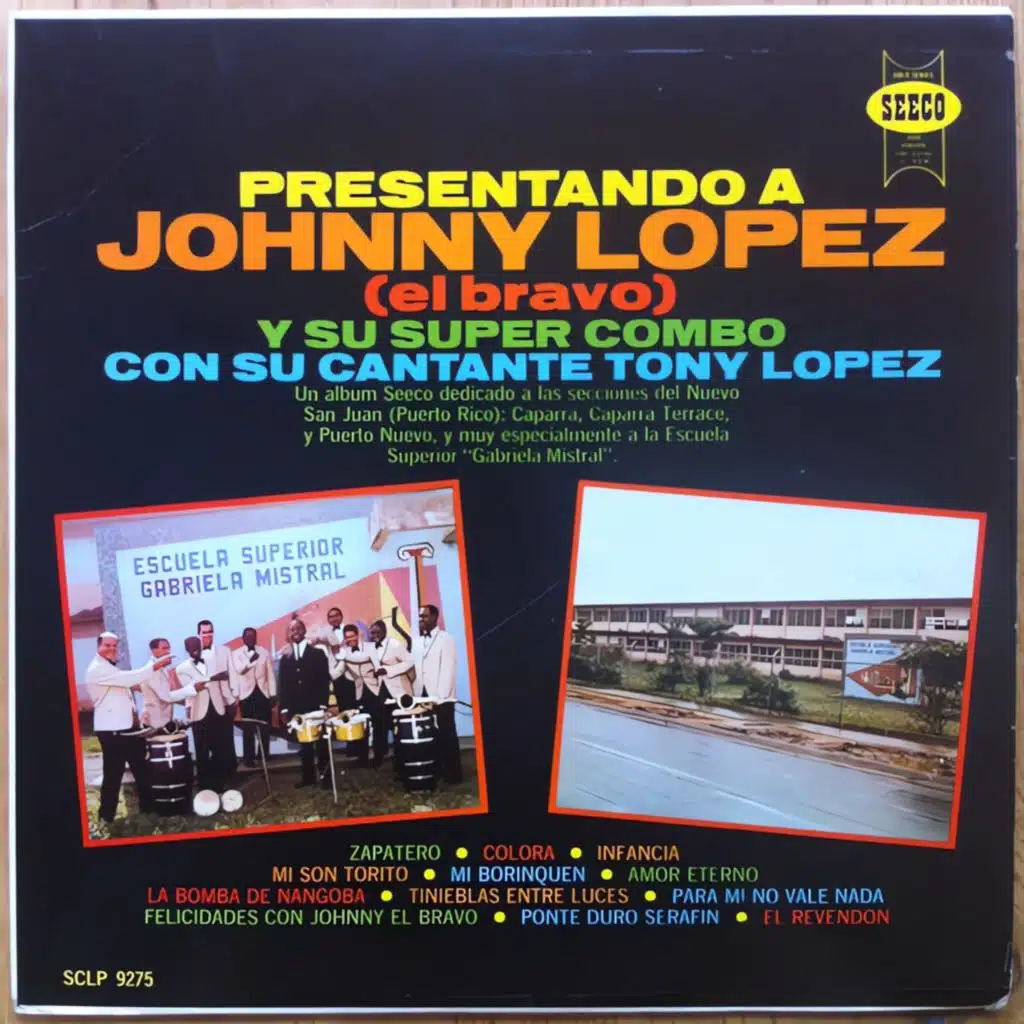 SEECO
PRESENTANDO A
JOHNNY LOPEZ
(el bravo)
Y SU SUPER COMBO
CON SU CANTANTE TONY LOPEZ
Un album Seeco dedicado a las secciones del Nuevo
San Juan (Puerto Rico): Caparra, Caparra Terrace,
y Puerto Nuevo, y muy especialmente a la Escuela
Superior "Gabriela Mistral".
ESCUELA SUPERIOR
GABRIELA MISTRAL
ZAPATERO • COLORA • INFANCIA
MI SON TORITO • MI BORINQUEN • AMOR ETERNO
LA BOMBA DE NANGOBA • TINIEBLAS ENTRE LUCES • PARA MI NO VALE NADA
FELICIDADES CON JOHNNY EL BRAVO • PONTE DURO SERAFIN • EL REVENDON
SCLP 9275